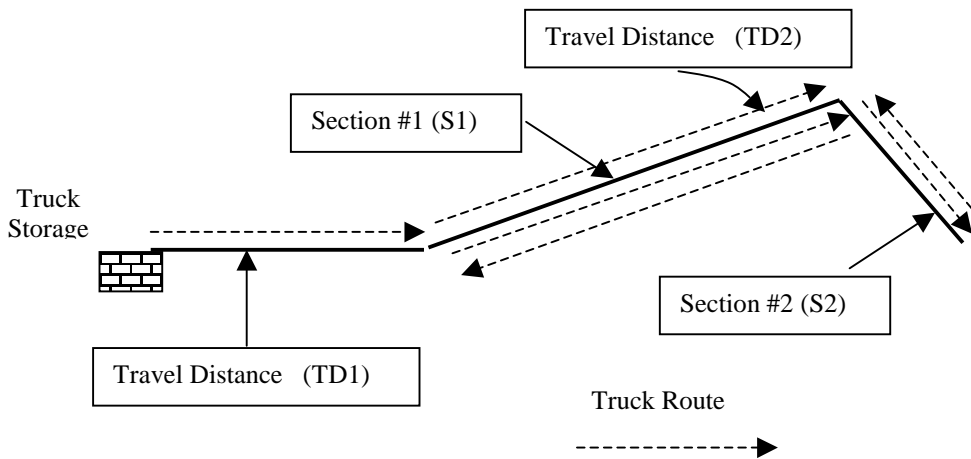 Travel Distance (TD2)
Section #1 (S1)
Truck
Storage
Section #2 (S2)
Travel Distance (TD1)
Truck Route